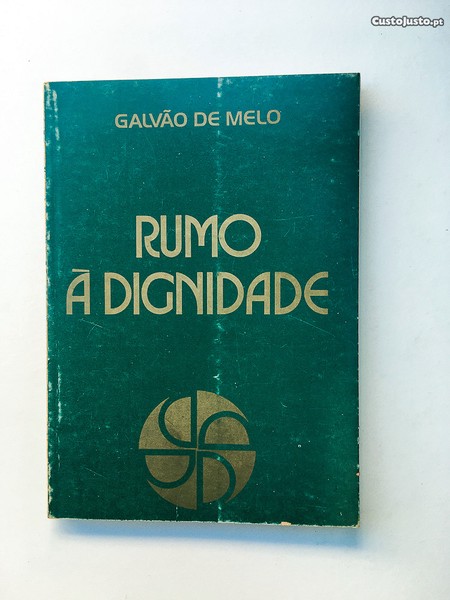 CustoJusto.pt
GALVÃO DE MELO
RUMO
À DIGNIDADE